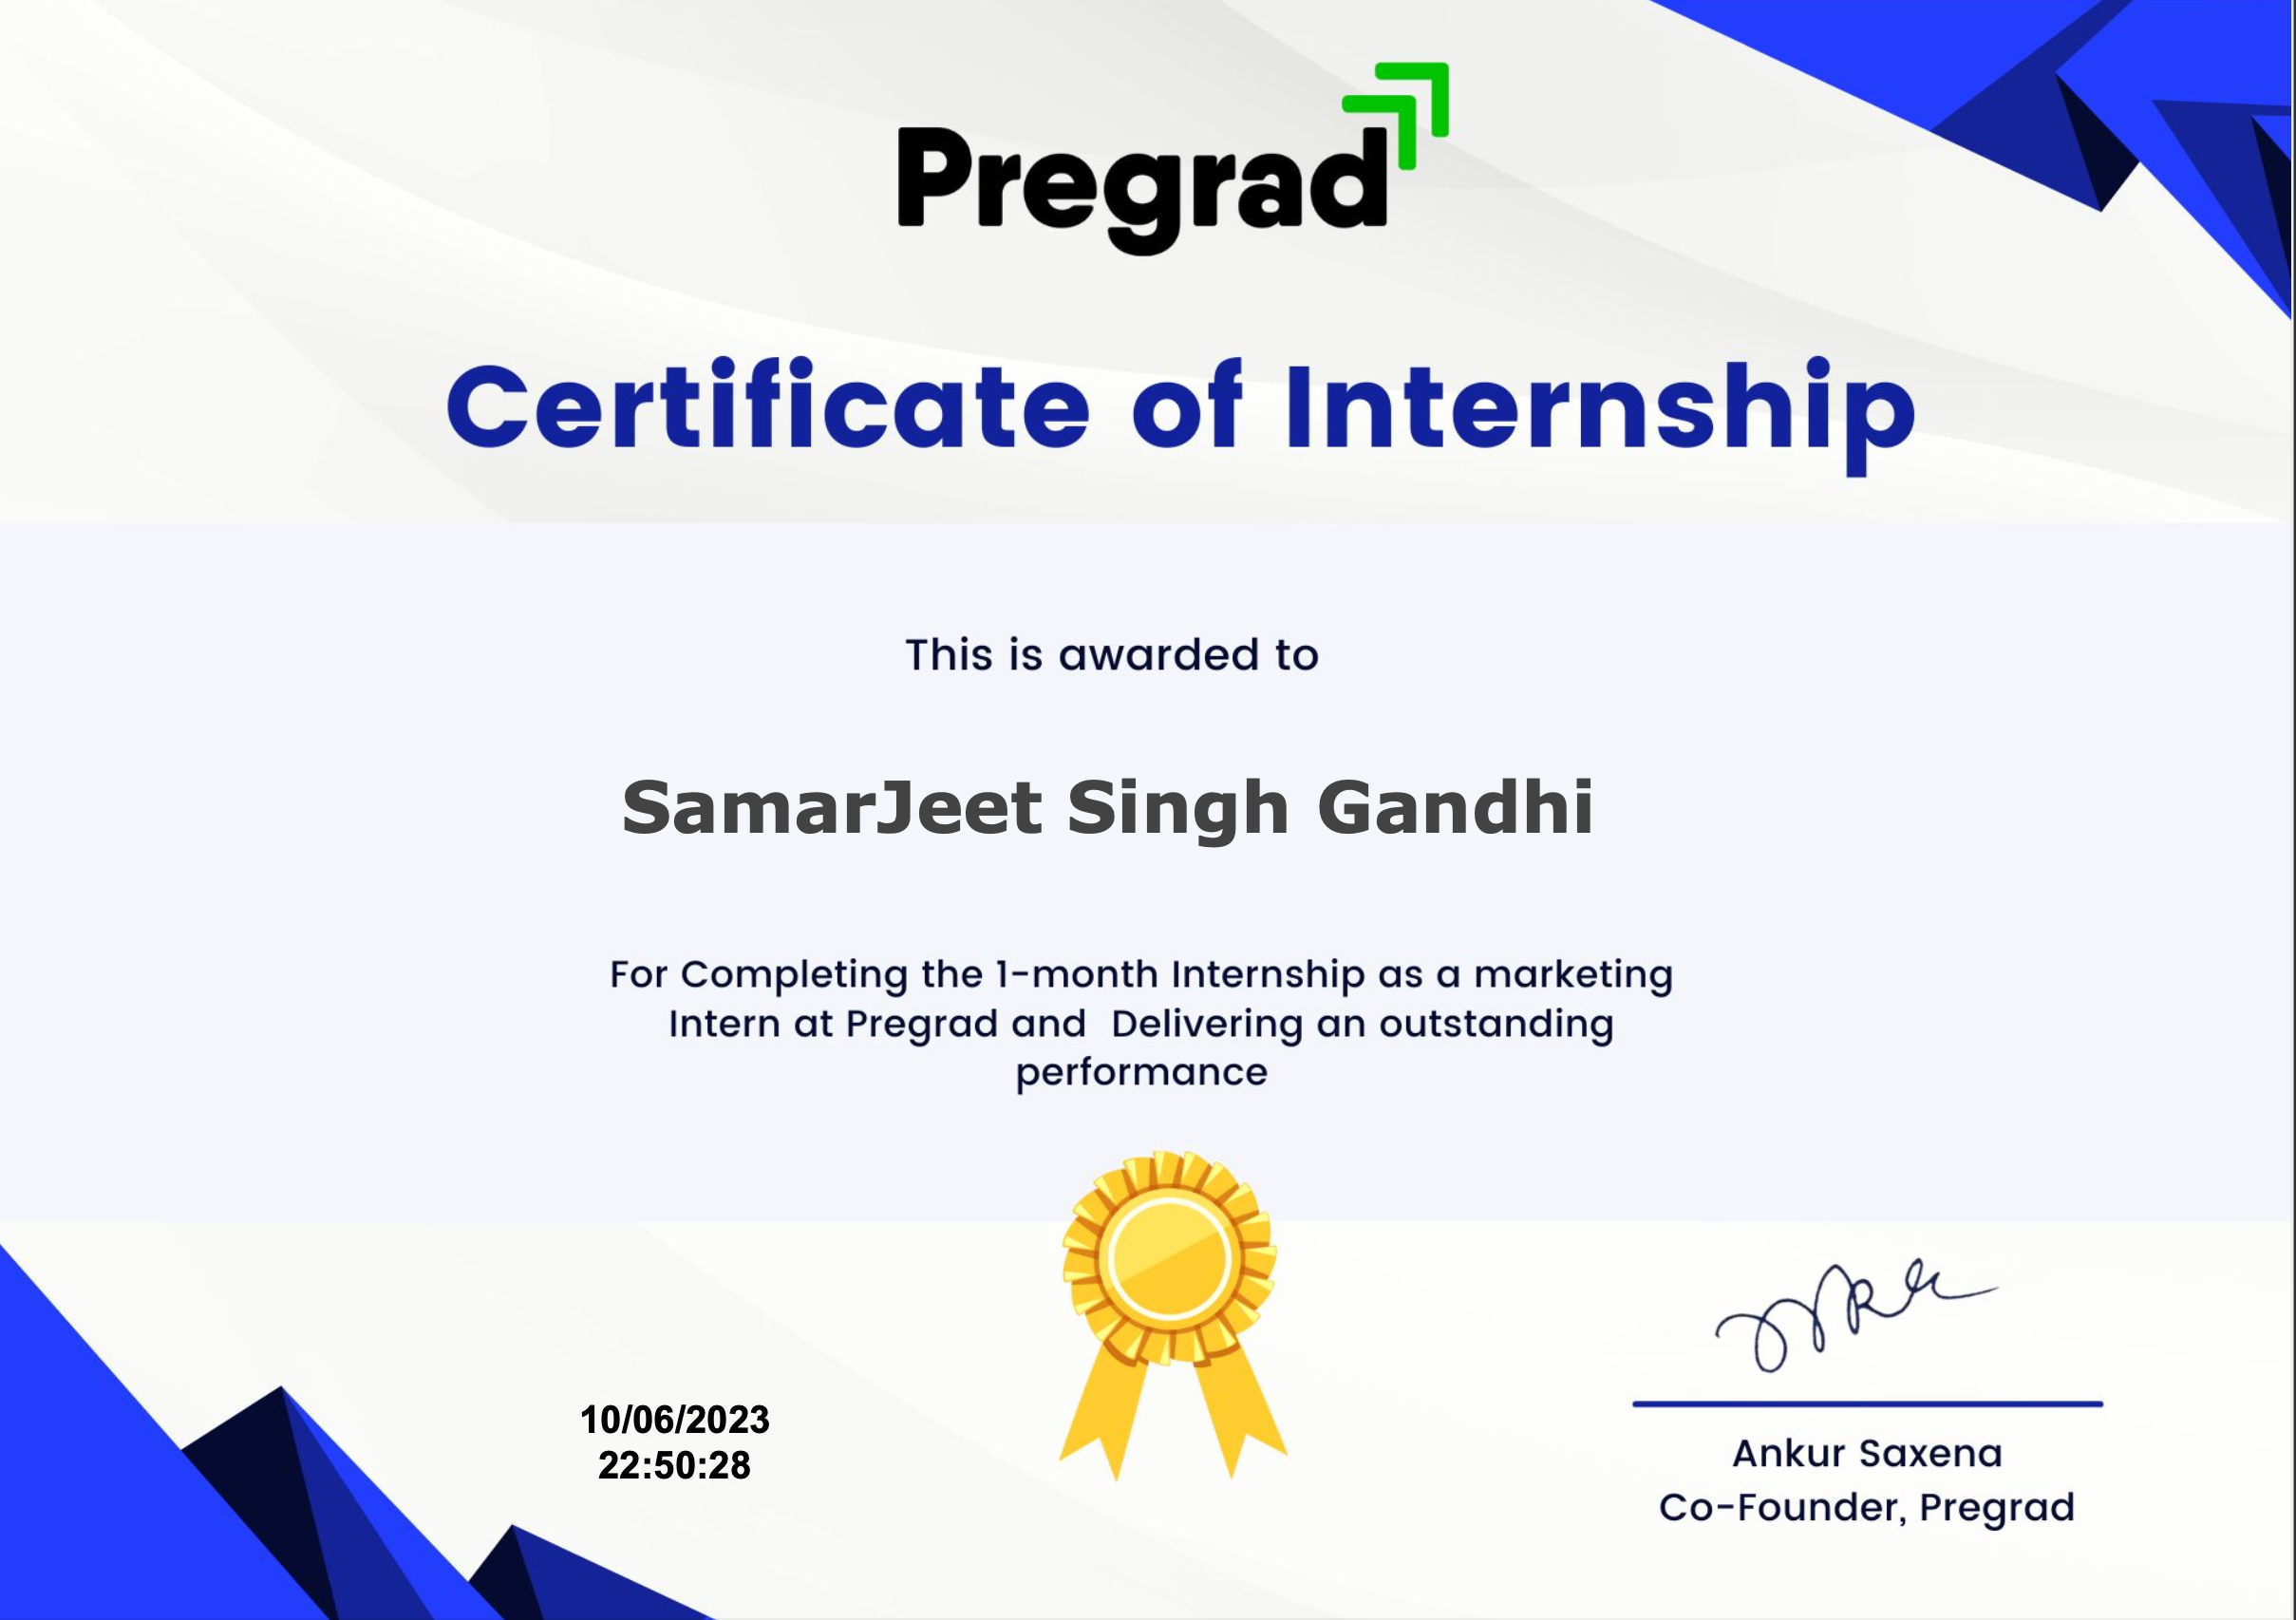 Pregrad
Certificate of Internship
This is awarded to
SamarJeet Singh Gandhi
For Completing the 1-month Internship as a marketing
Intern at Pregrad and  Delivering an outstanding
performance
10/06/2023
22:50:28
Ankur Saxena
Co-Founder, Pregrad